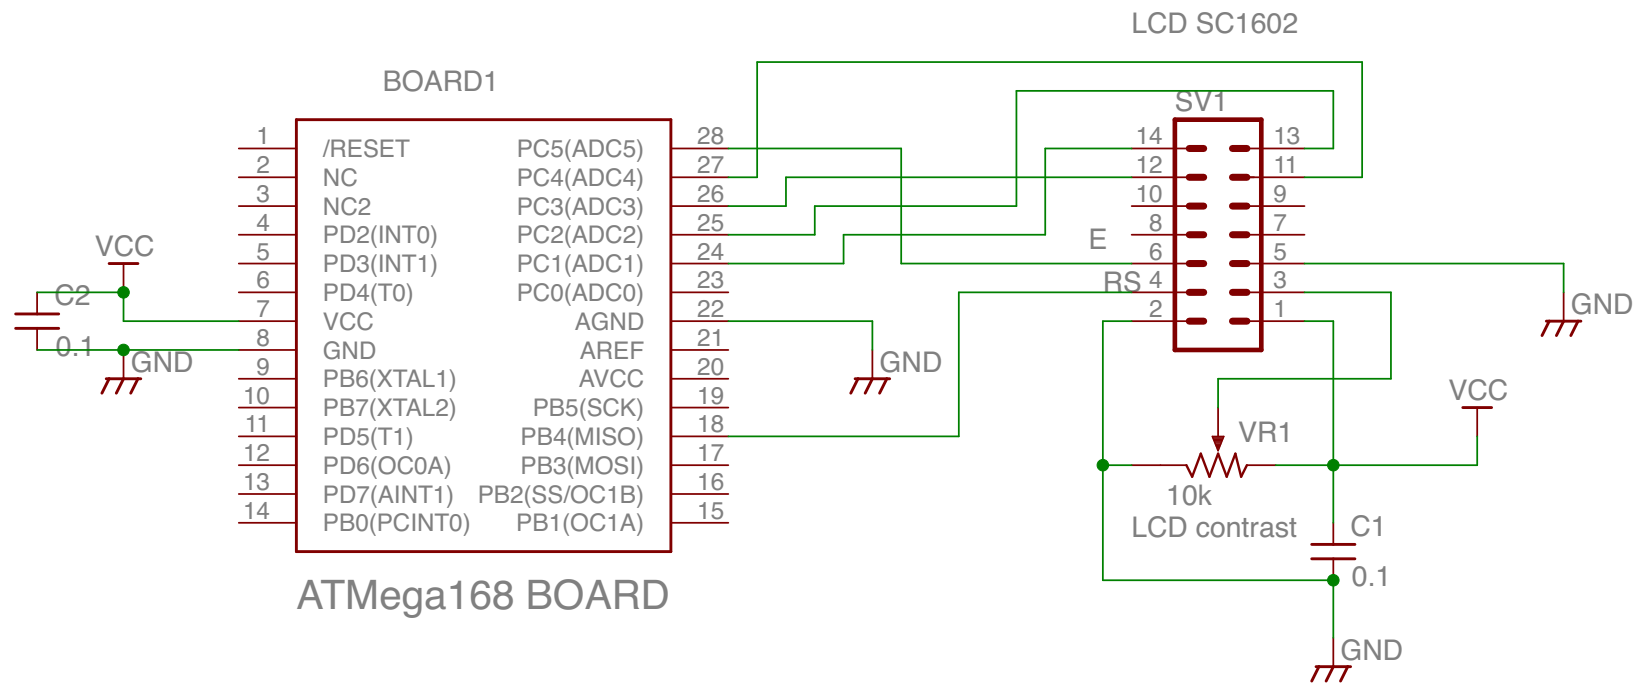 LCD SC1602
BOARD1
SV1
1 /RESET PC5(ADC5) 28
2 NC PC4(ADC4) 27
3 NC2 PC3(ADC3) 26
4 PD2(INT0) PC2(ADC2) 25
5 PD3(INT1) PC1(ADC1) 24
6 PD4(T0) PC0(ADC0) 23
7 VCC AGND 22
8 GND AREF 21
9 PB6(XTAL1) AVCC 20
10 PB7(XTAL2) PB5(SCK) 19
11 PD5(T1) PB4(MISO) 18
12 PD6(OC0A) PB3(MOSI) 17
13 PD7(AINT1) PB2(SS/OC1B) 16
14 PB0(PCINT0) PB1(OC1A) 15
ATMega168 BOARD
VCC
C2
0.1
GND
GND
14 13
12 11
10 9
E 8 7
6 5
RS 4 3
2 1
GND
VCC
VR1
10k
LCD contrast
C1
0.1
GND